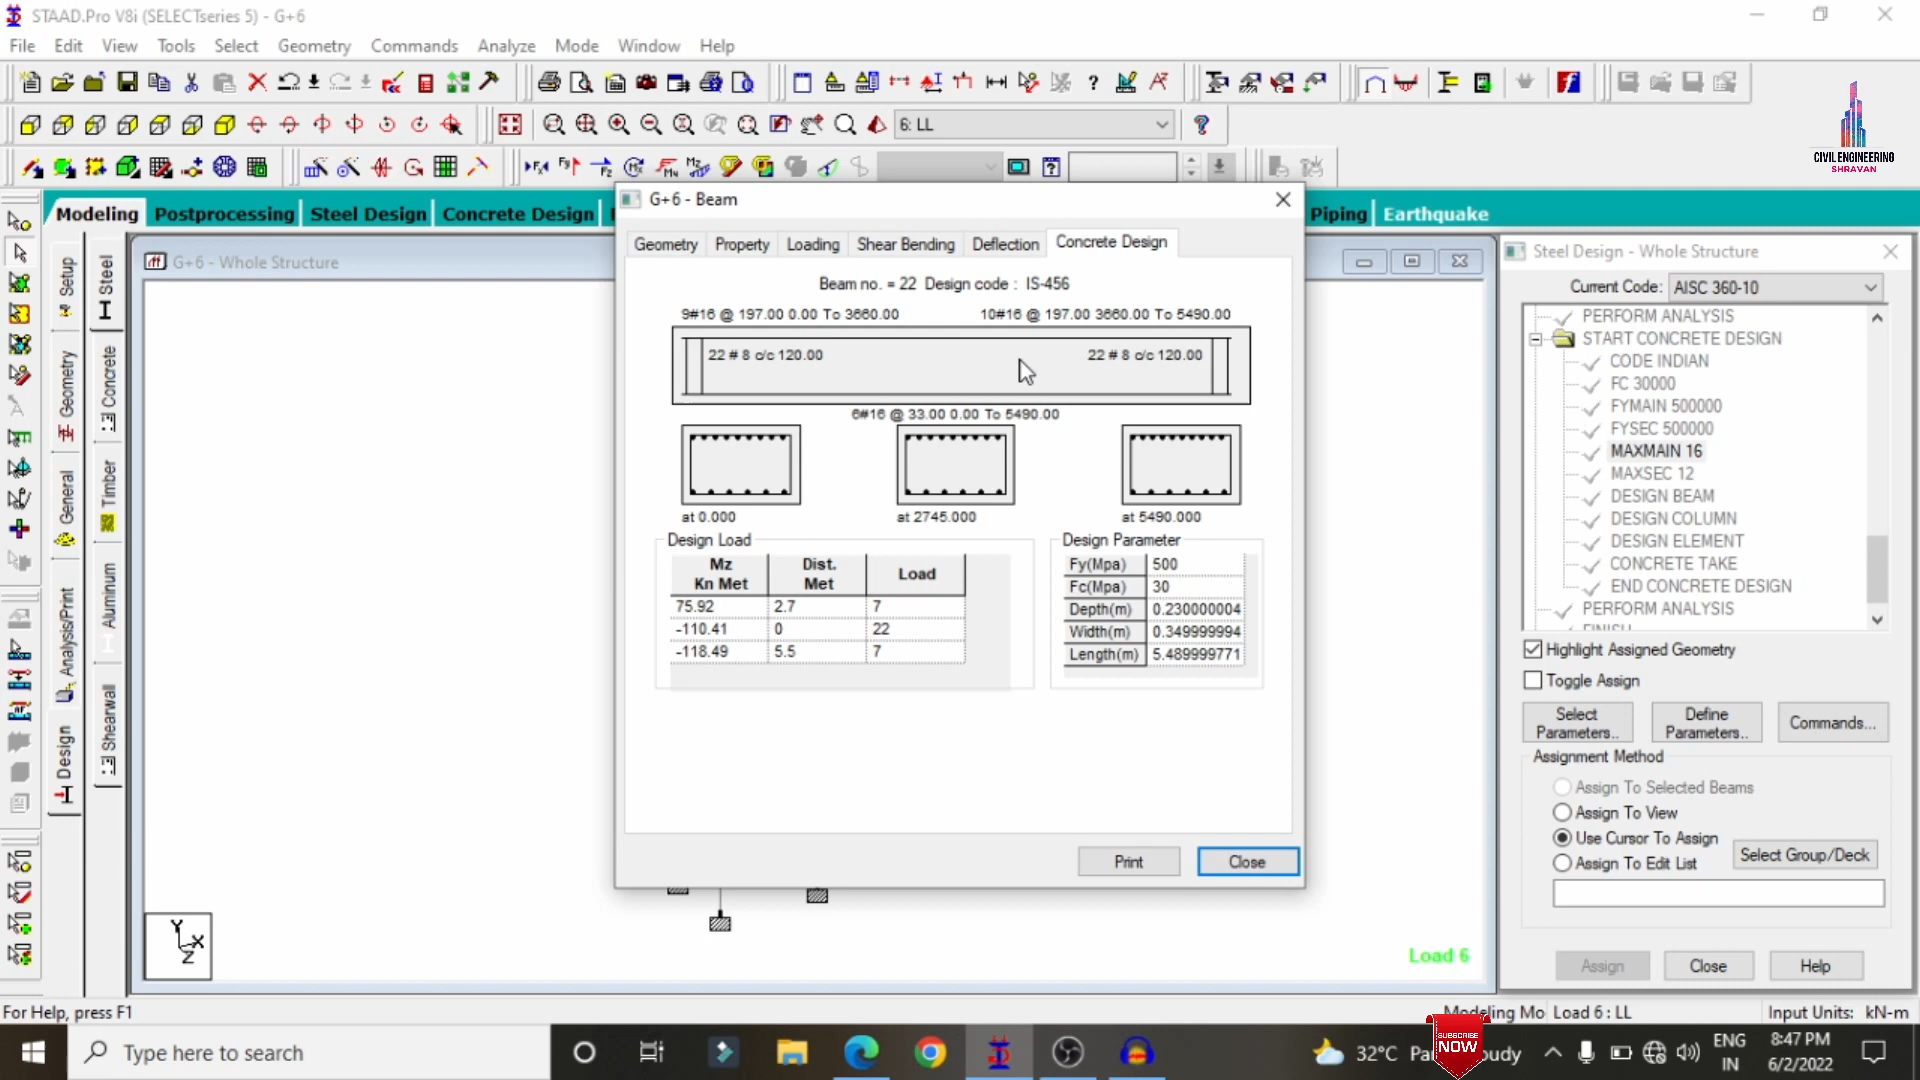 STAAD.Pro V8i (SELECTseries 5) - G+6
File Edit View Tools Select Geometry Commands Analyze Mode Window Help
6: LL
CIVIL ENGINEERING
SHRAVAN
Modeling Postprocessing Steel Design Concrete Design Piping Earthquake
G+6 - Whole Structure
Setup
Geometry
General
Analysis/Print
Design
Steel
Concrete
Timber
Aluminum
Shearwall
G+6 - Beam
Geometry Property Loading Shear Bending Deflection Concrete Design
Beam no. = 22 Design code : IS-456
9#16 @ 197.00 0.00 To 3660.00 10#16 @ 197.00 3660.00 To 5490.00
22 # 8 c/c 120.00 22 # 8 c/c 120.00
6#16 @ 33.00 0.00 To 5490.00
at 0.000 at 2745.000 at 5490.000
Design Load
Mz Dist. Load
Kn Met Met
75.92 2.7 7
-110.41 0 22
-118.49 5.5 7
Design Parameter
Fy(Mpa) 500
Fc(Mpa) 30
Depth(m) 0.230000004
Width(m) 0.349999994
Length(m) 5.489999771
Print Close
Load 6
Y
X
Z
Steel Design - Whole Structure
Current Code: AISC 360-10
PERFORM ANALYSIS
START CONCRETE DESIGN
CODE INDIAN
FC 30000
FYMAIN 500000
FYSEC 500000
MAXMAIN 16
MAXSEC 12
DESIGN BEAM
DESIGN COLUMN
DESIGN ELEMENT
CONCRETE TAKE
END CONCRETE DESIGN
PERFORM ANALYSIS
FINISH
Highlight Assigned Geometry
Toggle Assign
Select Parameters.. Define Parameters.. Commands...
Assignment Method
Assign To Selected Beams
Assign To View
Use Cursor To Assign
Assign To Edit List
Select Group/Deck
Assign Close Help
For Help, press F1
Load 6 : LL Input Units: kN-m
Type here to search
32°C
SUBSCRIBE
NOW
ENG
IN
8:47 PM
6/2/2022